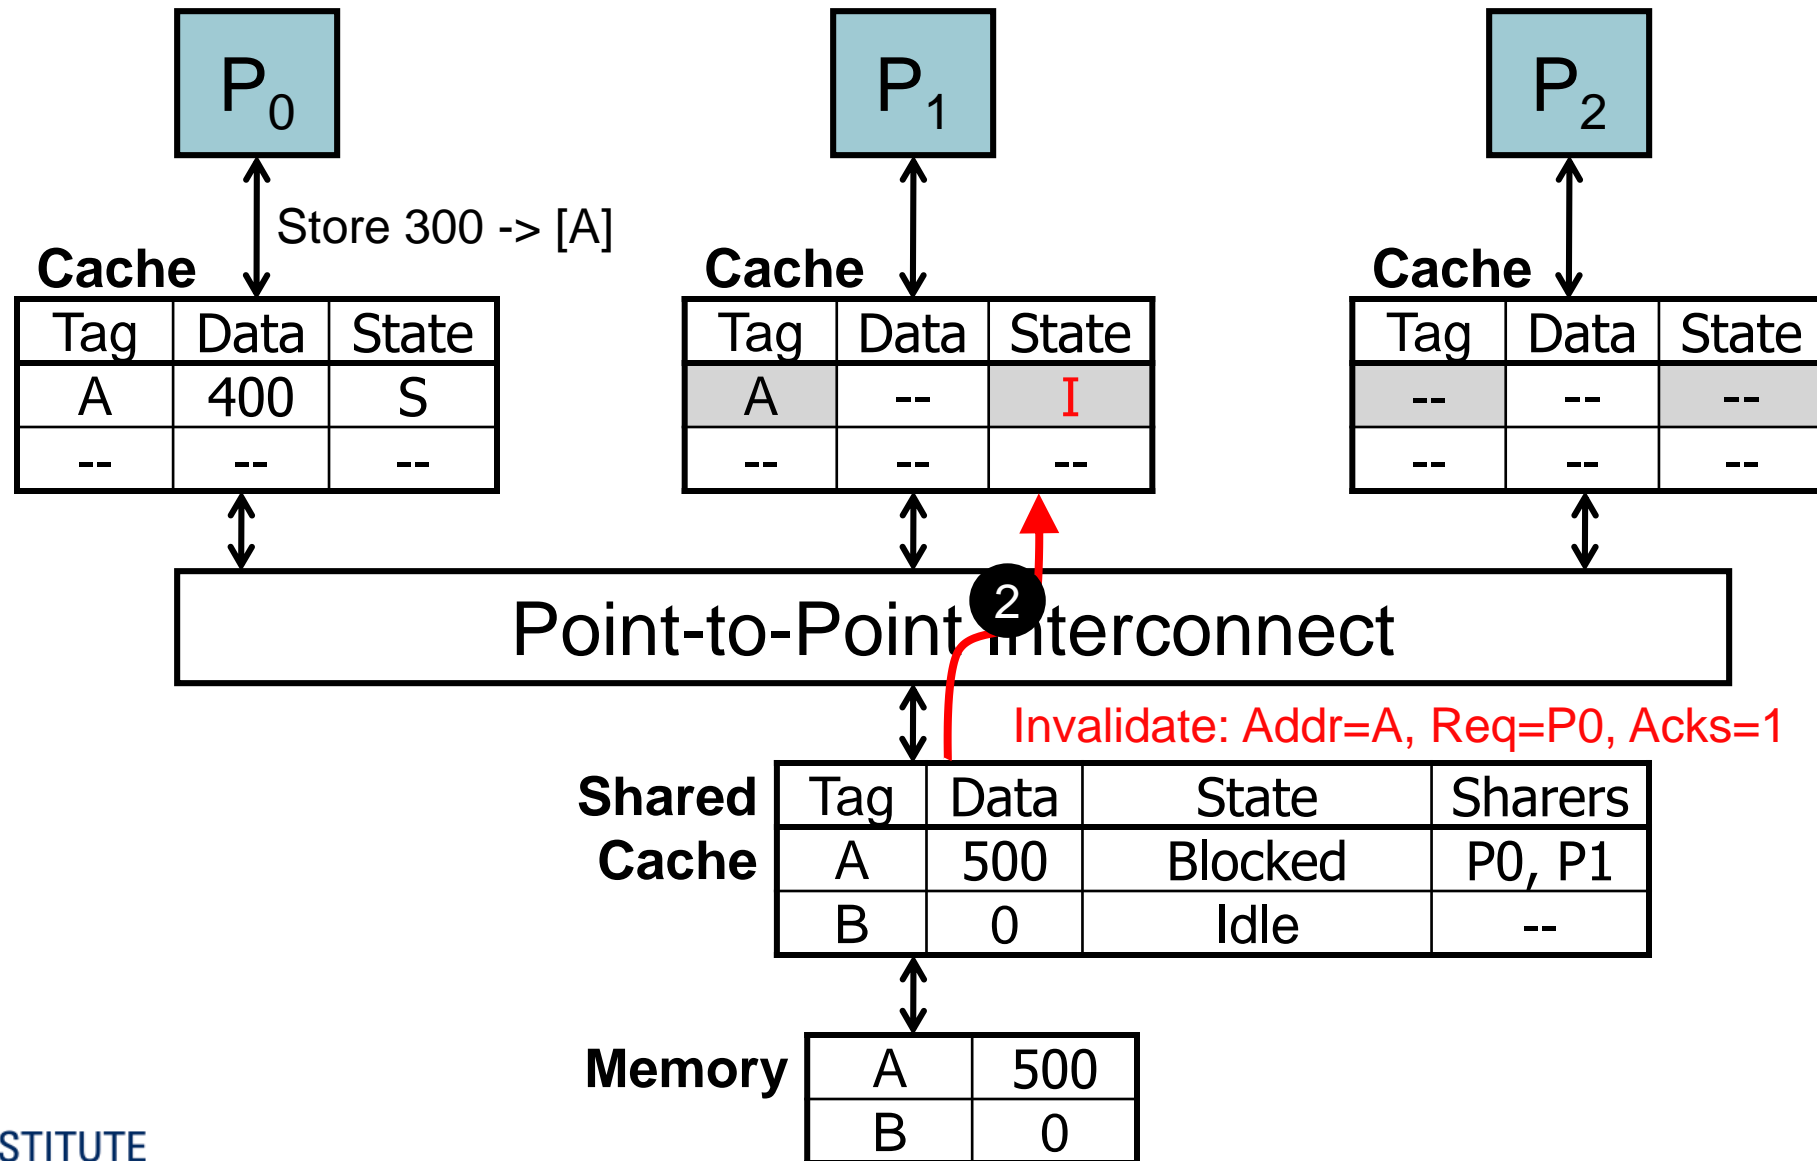 P0 P1 P2
Store 300 -> [A]
Cache Cache Cache
Tag Data State Tag Data State Tag Data State
A 400 S A -- I -- -- --
-- -- -- -- -- -- -- -- --
2
Point-to-Point Interconnect
Invalidate: Addr=A, Req=P0, Acks=1
Shared Tag Data State Sharers
Cache A 500 Blocked P0, P1
B 0 Idle --
Memory A 500
B 0
STITUTE